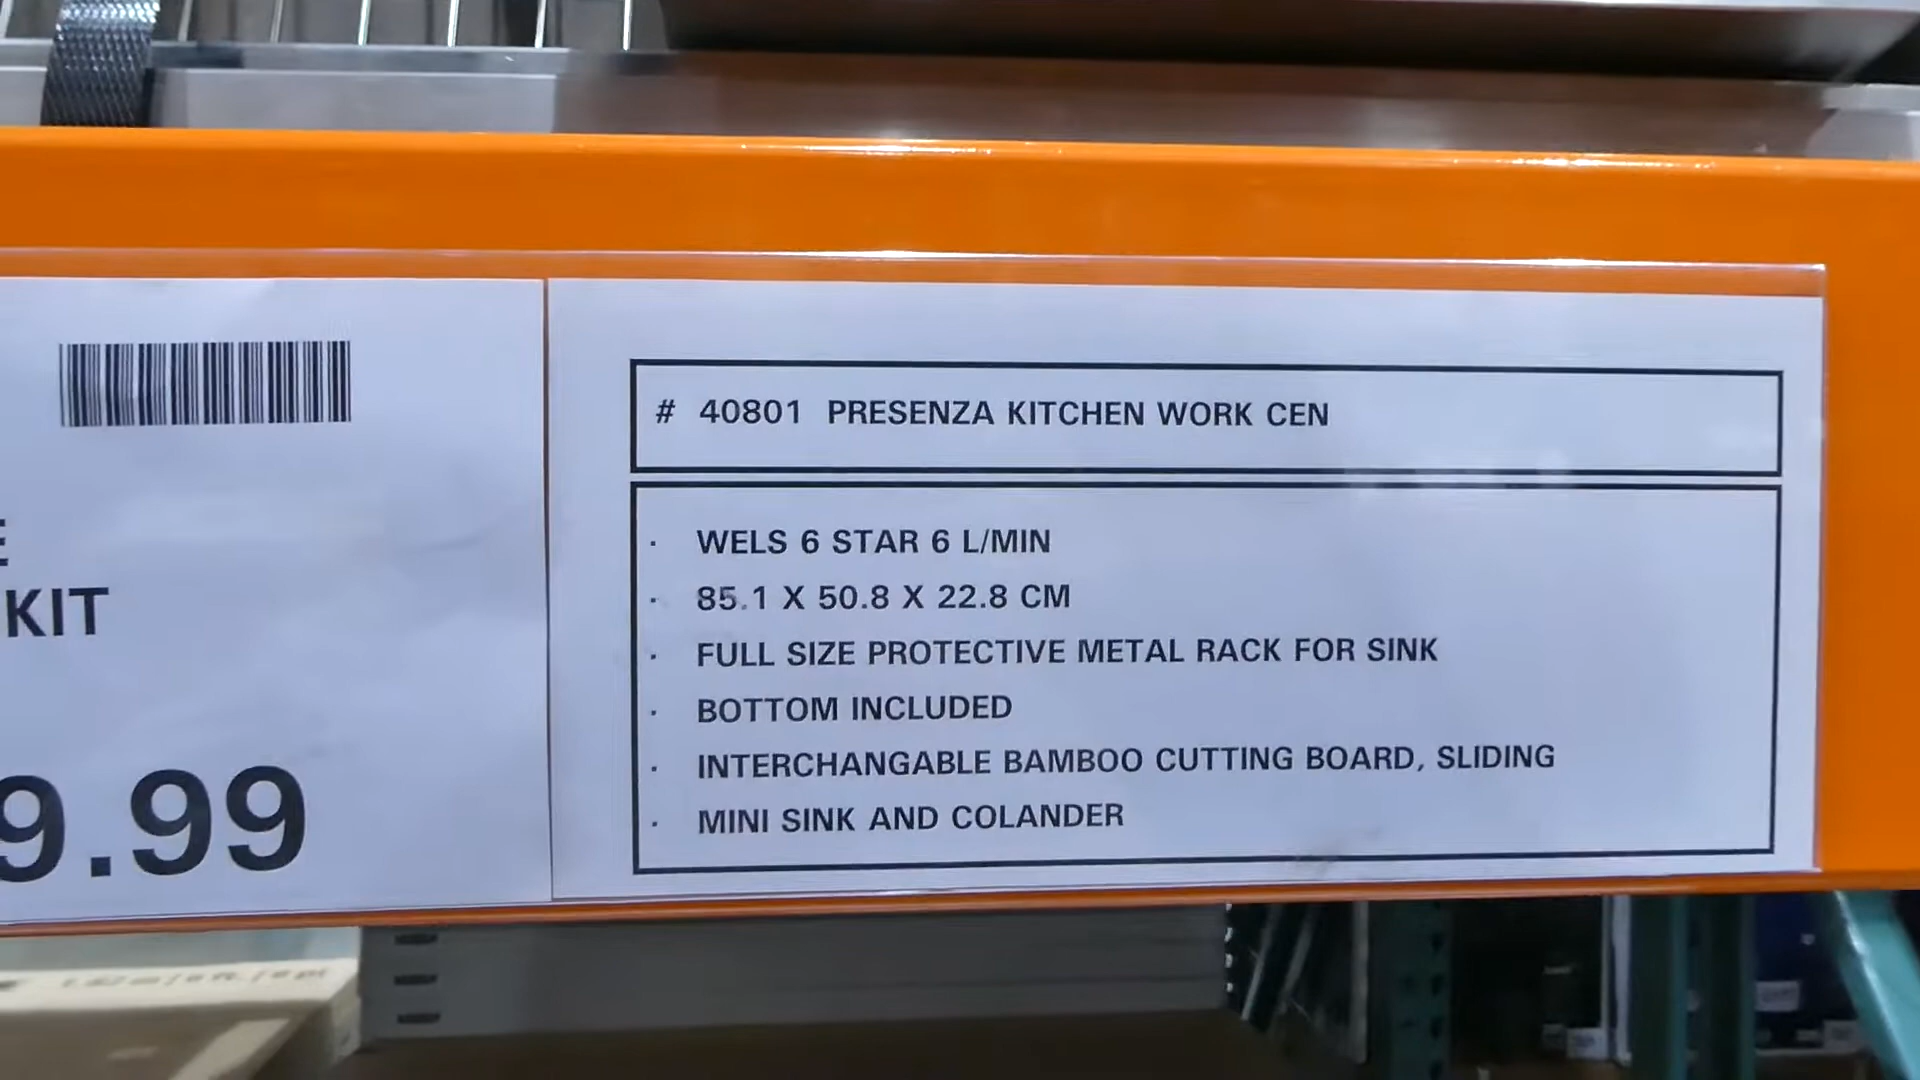 # 40801 PRESENZA KITCHEN WORK CEN
· WELS 6 STAR 6 L/MIN
· 85.1 X 50.8 X 22.8 CM
· FULL SIZE PROTECTIVE METAL RACK FOR SINK
· BOTTOM INCLUDED
· INTERCHANGABLE BAMBOO CUTTING BOARD, SLIDING
· MINI SINK AND COLANDER
KIT
9.99